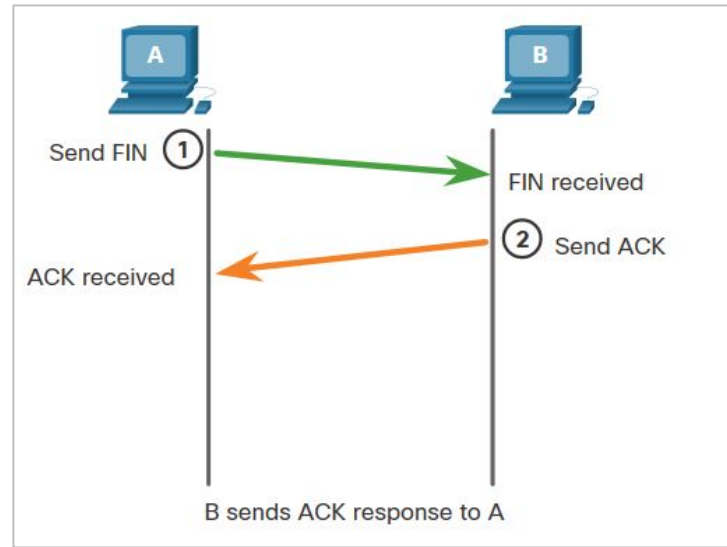 A
B
Send FIN 1
FIN received
2 Send ACK
ACK received
B sends ACK response to A